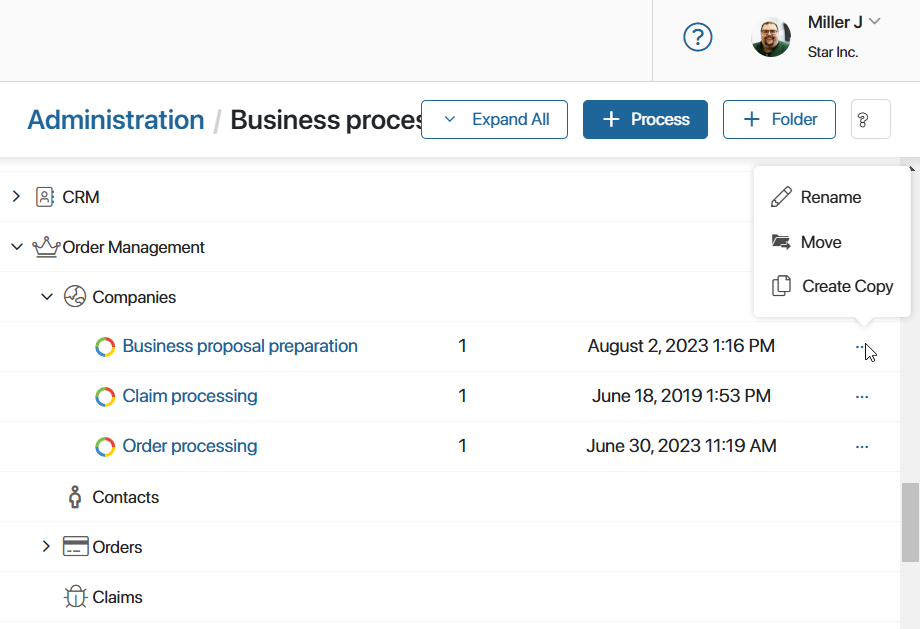 Miller J
Star Inc.
Administration / Business proces
Expand All
+ Process
+ Folder
?
CRM
Rename
Order Management
Move
Companies
Create Copy
Business proposal preparation 1 August 2, 2023 1:16 PM ...
Claim processing 1 June 18, 2019 1:53 PM ...
Order processing 1 June 30, 2023 11:19 AM ...
Contacts
Orders
Claims